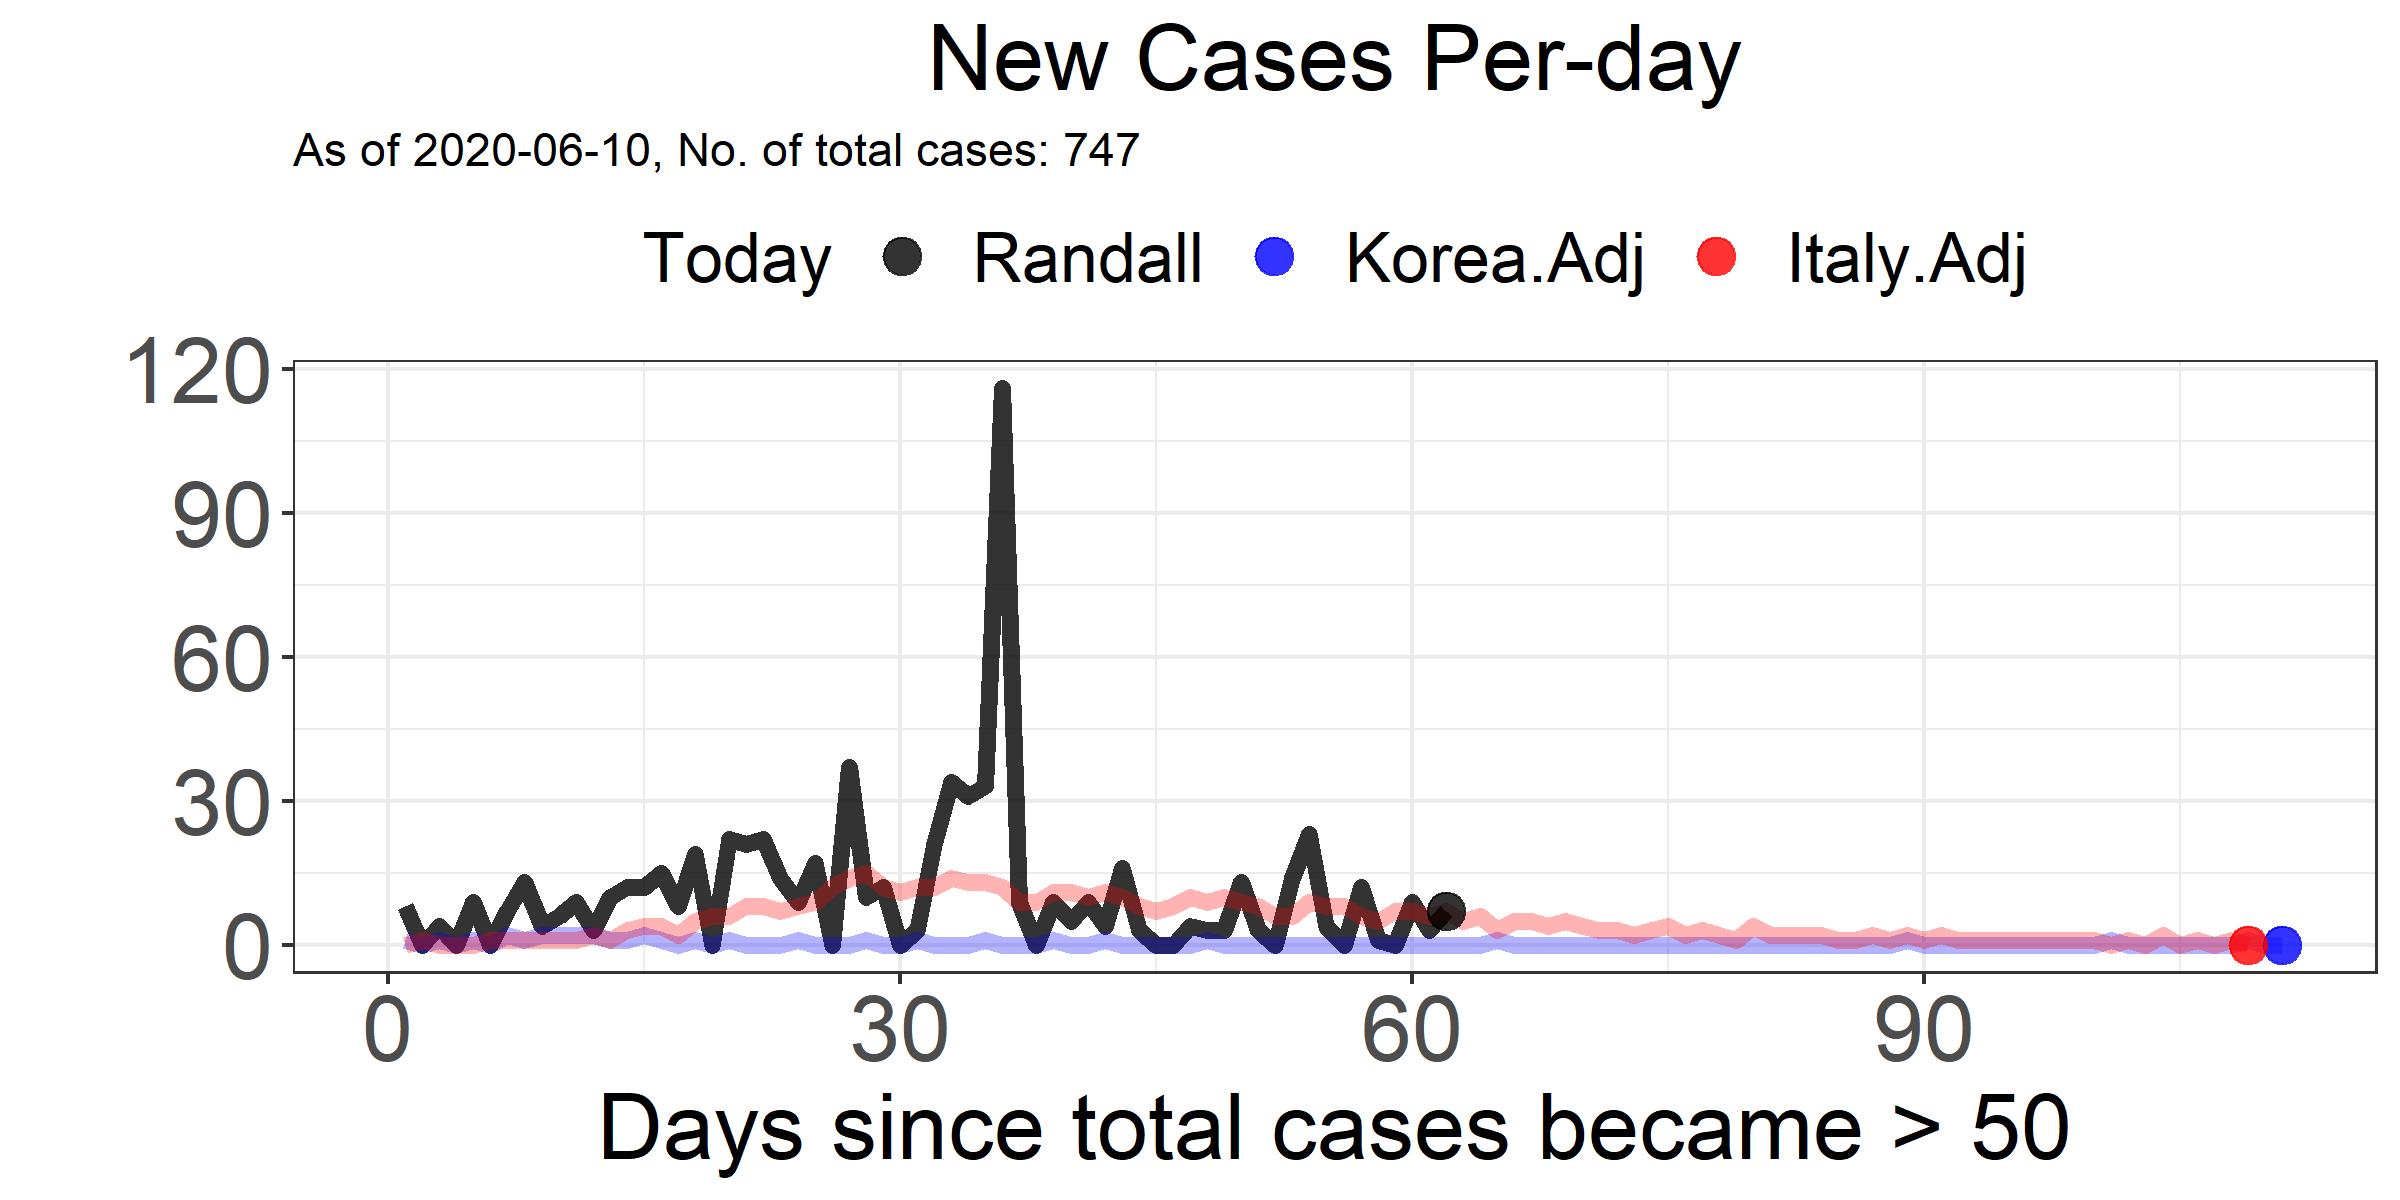 New Cases Per-day
As of 2020-06-10, No. of total cases: 747
Today Randall Korea.Adj Italy.Adj
120
90
60
30
0
0 30 60 90
Days since total cases became > 50